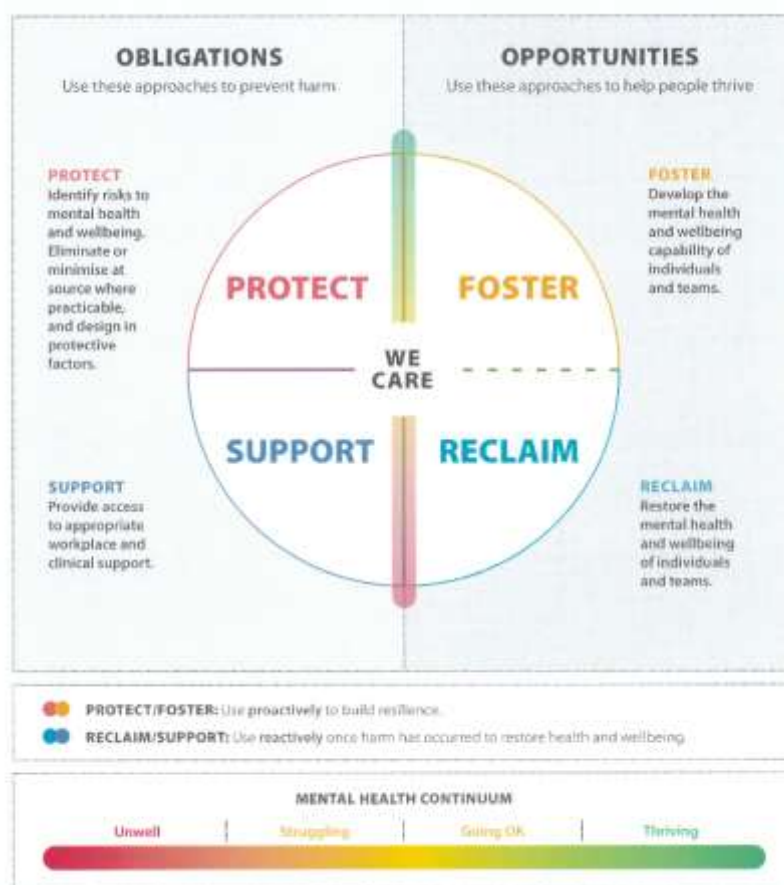 OBLIGATIONS
Use these approaches to prevent harm
OPPORTUNITIES
Use these approaches to help people thrive
PROTECT
Identify risks to
mental health
and wellbeing.
Eliminate or
minimise at
source where
practicable,
and design in
protective
factors.
FOSTER
Develop the
mental health
and wellbeing
capability of
individuals
and teams.
PROTECT
FOSTER
WE
CARE
SUPPORT
RECLAIM
SUPPORT
Provide access
to appropriate
workplace and
clinical support.
RECLAIM
Restore the
mental health
and wellbeing
of individuals
and teams.
PROTECT/FOSTER: Use proactively to build resilience.
RECLAIM/SUPPORT: Use reactively once harm has occurred to restore health and wellbeing.
MENTAL HEALTH CONTINUUM
Unwell
Struggling
Going OK
Thriving